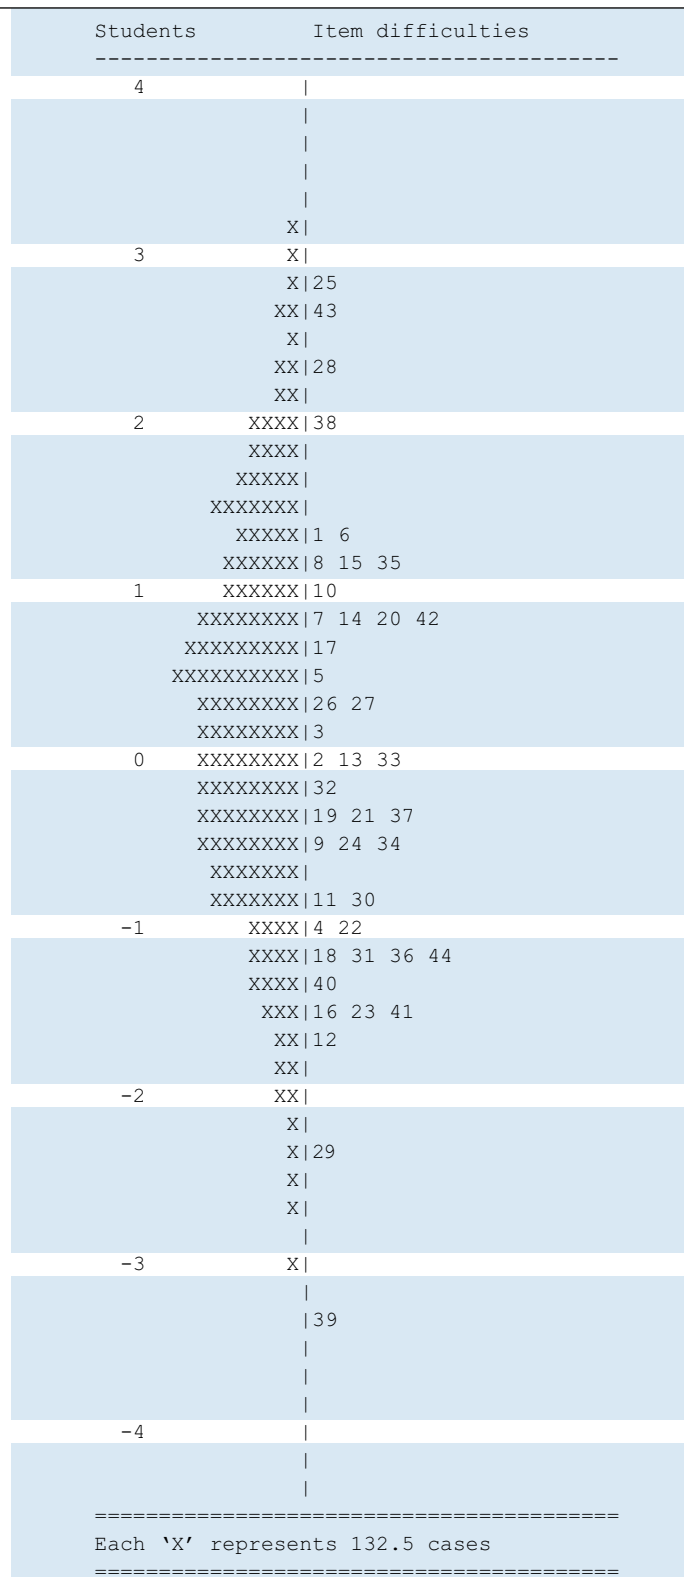 Students         Item difficulties
-----------------------------------------
   4            |
                |
                |
                |
                |
               X|
   3           X|
               X|25
              XX|43
               X|
              XX|28
              XX|
   2        XXXX|38
            XXXX|
           XXXXX|
         XXXXXXX|
           XXXXX|1 6
          XXXXXX|8 15 35
   1      XXXXXX|10
        XXXXXXXX|7 14 20 42
       XXXXXXXXX|17
      XXXXXXXXXX|5
        XXXXXXXX|26 27
        XXXXXXXX|3
   0    XXXXXXXX|2 13 33
        XXXXXXXX|32
        XXXXXXXX|19 21 37
        XXXXXXXX|9 24 34
         XXXXXXX|
         XXXXXXX|11 30
  -1        XXXX|4 22
            XXXX|18 31 36 44
            XXXX|40
             XXX|16 23 41
              XX|12
              XX|
  -2          XX|
               X|
               X|29
               X|
               X|
                |
  -3           X|
                |
                |39
                |
                |
                |
  -4            |
                |
                |
=========================================
Each ‘X’ represents 132.5 cases
=========================================